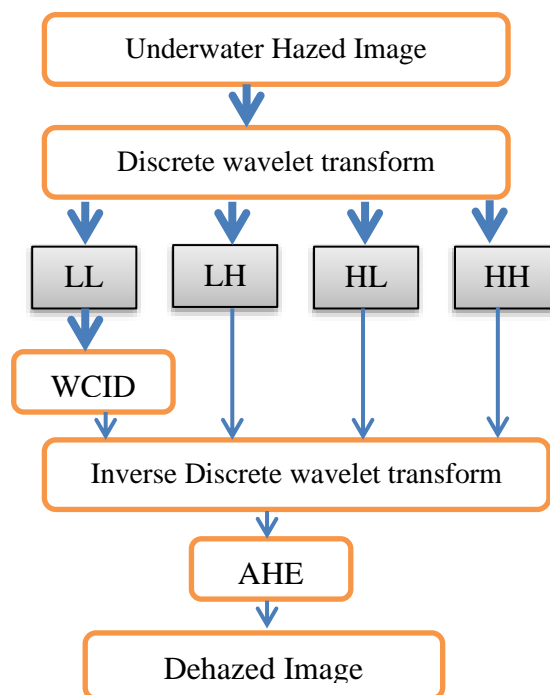 Underwater Hazed Image
Discrete wavelet transform
LL
LH
HL
HH
WCID
Inverse Discrete wavelet transform
AHE
Dehazed Image